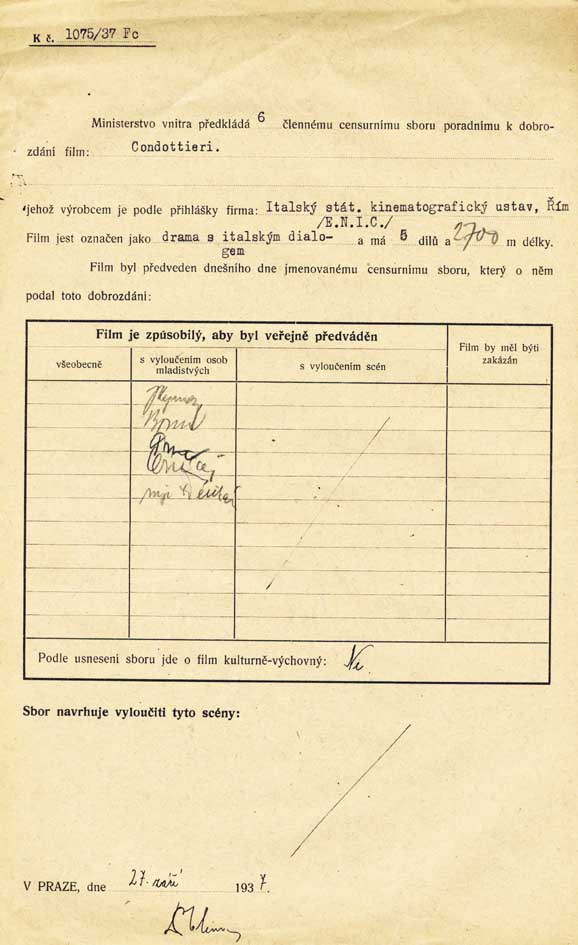 K č. 1075/37 Fc
Ministerstvo vnitra předkládá 6 člennému censurnímu sboru poradnímu k dobro-
zdání film: Condottieri.
jehož výrobcem je podle přihlášky firma: Italský stát. kinematografický ustav, Řím
/E.N.I.C./
Film jest označen jako drama s italským dialo- a má 5 dílů a 2700 m délky.
gem
Film byl předveden dnešního dne jmenovanému censurnímu sboru, který o něm
podal toto dobrozdání:
Film je způsobilý, aby byl veřejně předváděn
Film by měl býti
zakázán
všeobecně
s vyloučením osob
mladistvých
s vyloučením scén
Podle usnesení sboru jde o film kulturně-výchovný: Ne
Sbor navrhuje vyloučiti tyto scény:
V PRAZE, dne 27. září 1937.